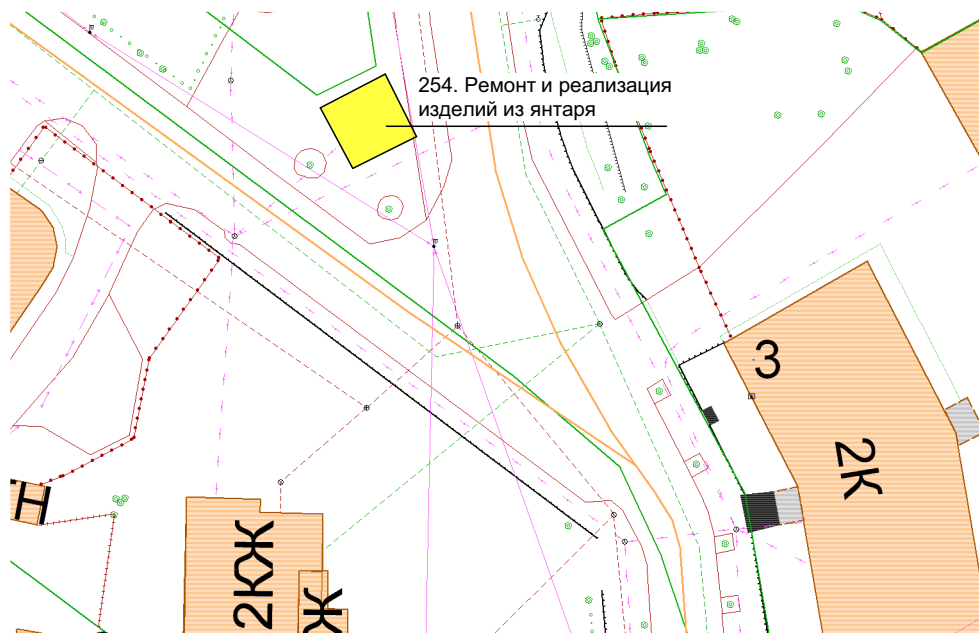 254. Ремонт и реализация
изделий из янтаря
3
2К
Н
2КЖ
Ж